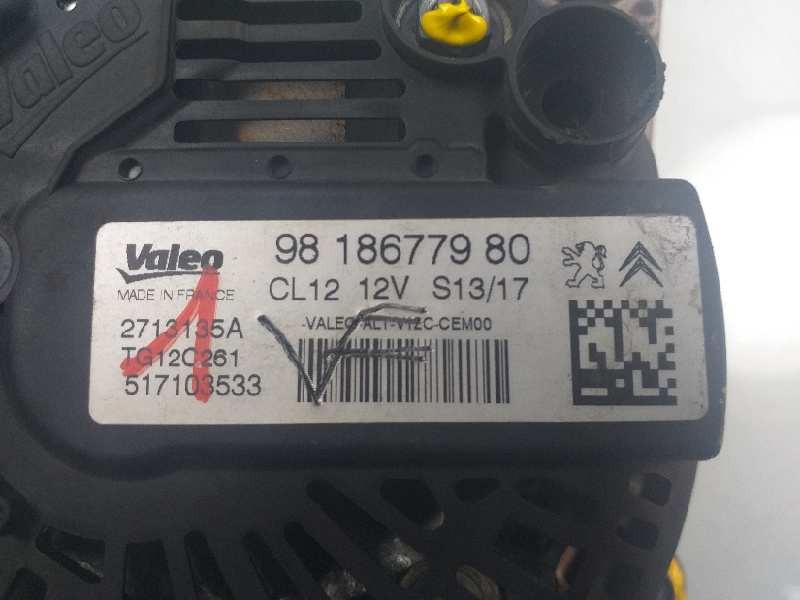 Valeo
Valeo
98 186779 80
MADE IN FRANCE
CL12 12V S13/17
2713135A
-VALEO-ALT-V12C-CEM00
TG12C261
517103533
1